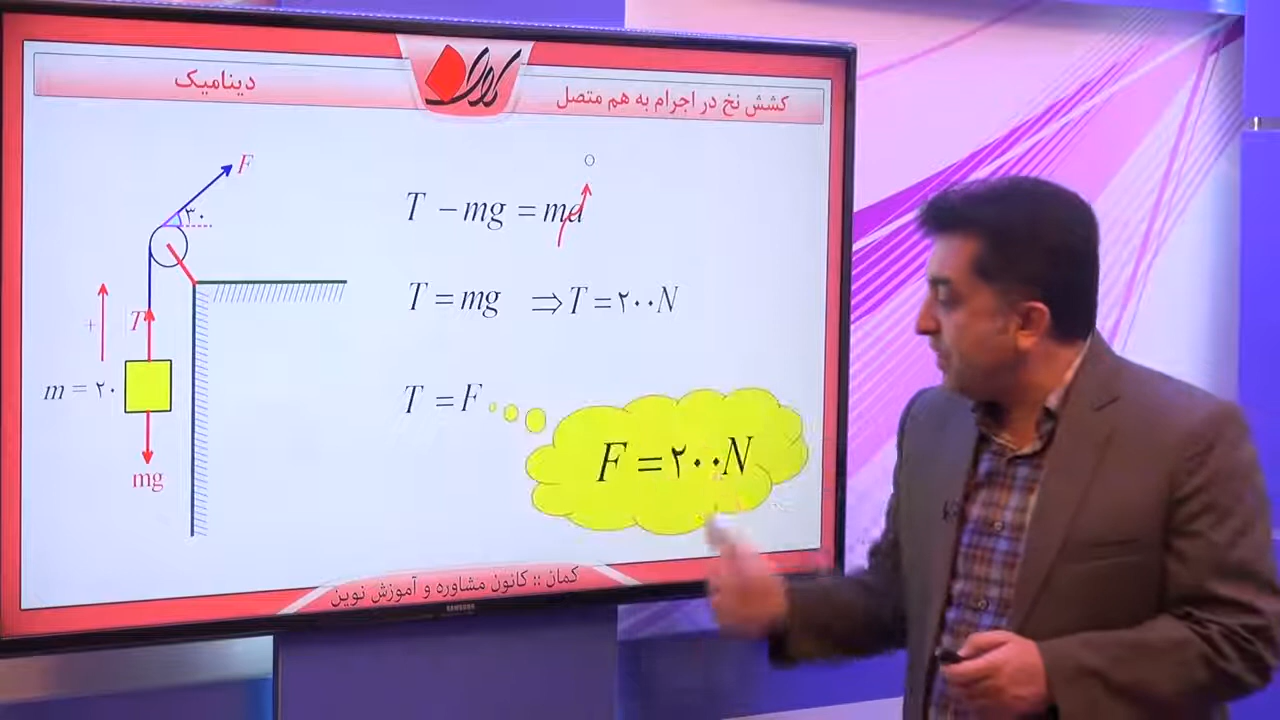 کشش نخ در اجرام به هم متصل
دینامیک
F
۳۰
T
+
m = ۲۰
mg
0
T − mg = ma
T = mg ⇒ T = ۲۰۰N
T = F
F = ۲۰۰N
کمان :: کانون مشاوره و آموزش نوین
SAMSUNG